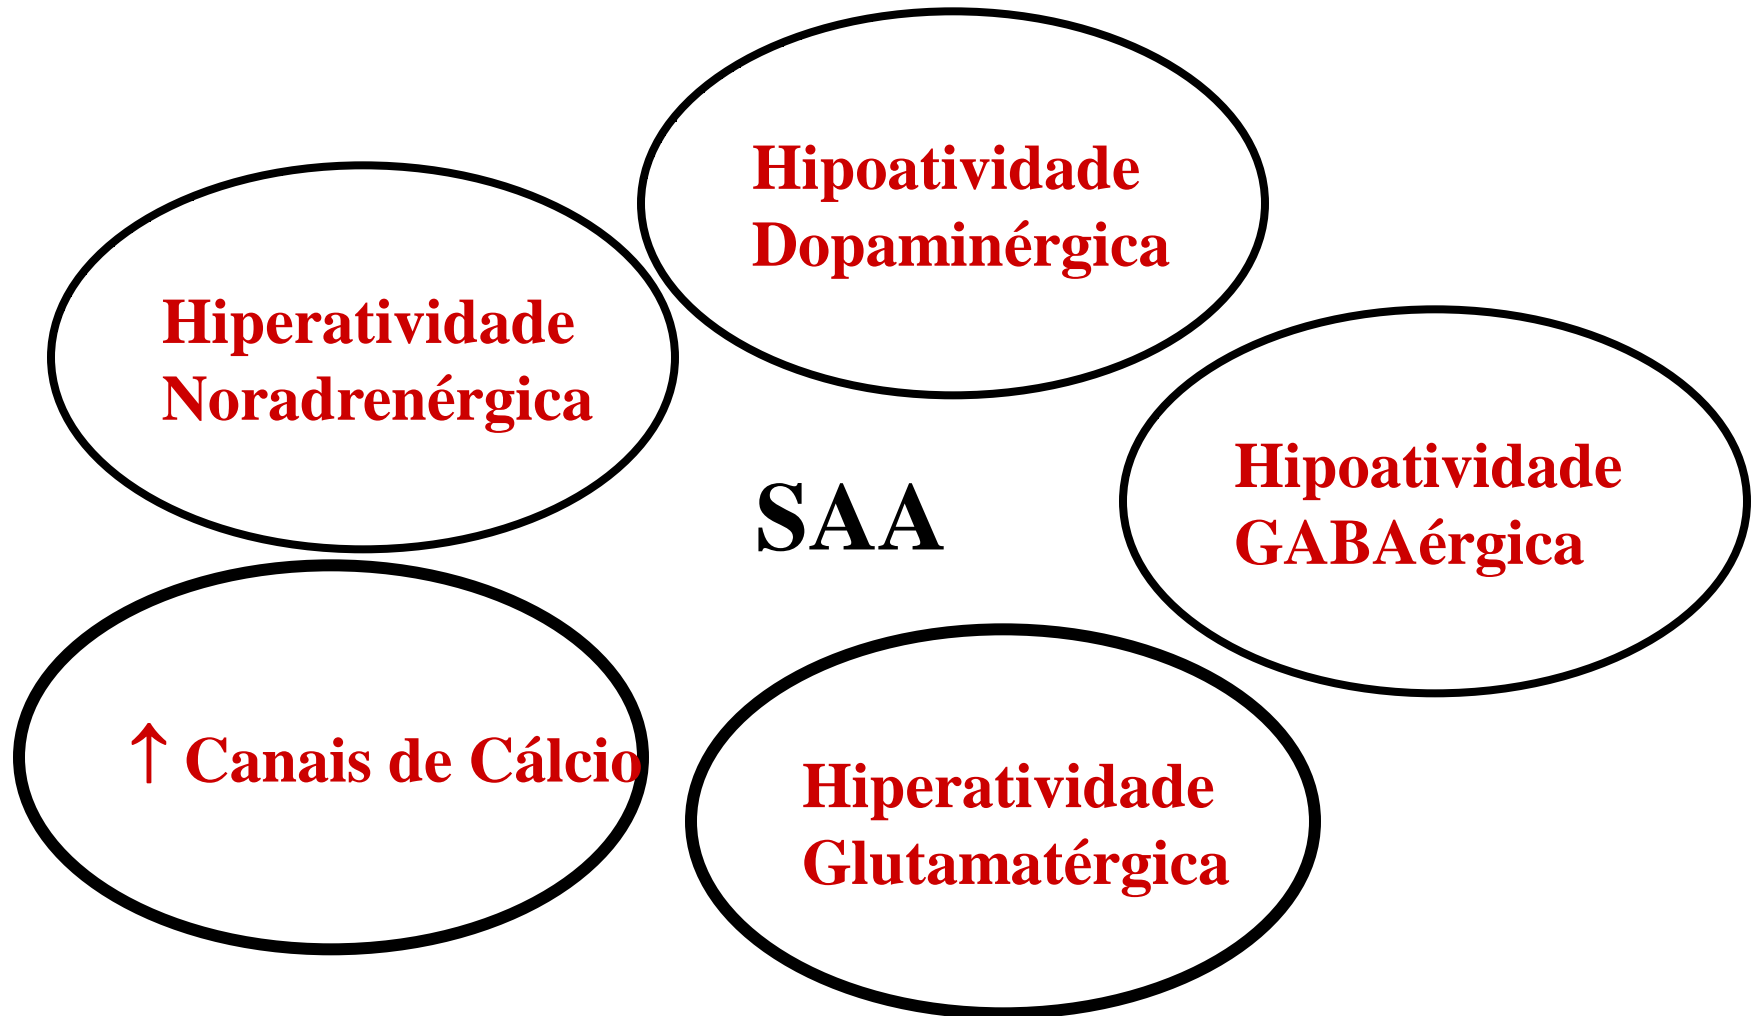 Hipoatividade
Dopaminérgica
Hiperatividade
Noradrenérgica
Hipoatividade
GABAérgica
SAA
↑ Canais de Cálcio
Hiperatividade
Glutamatérgica